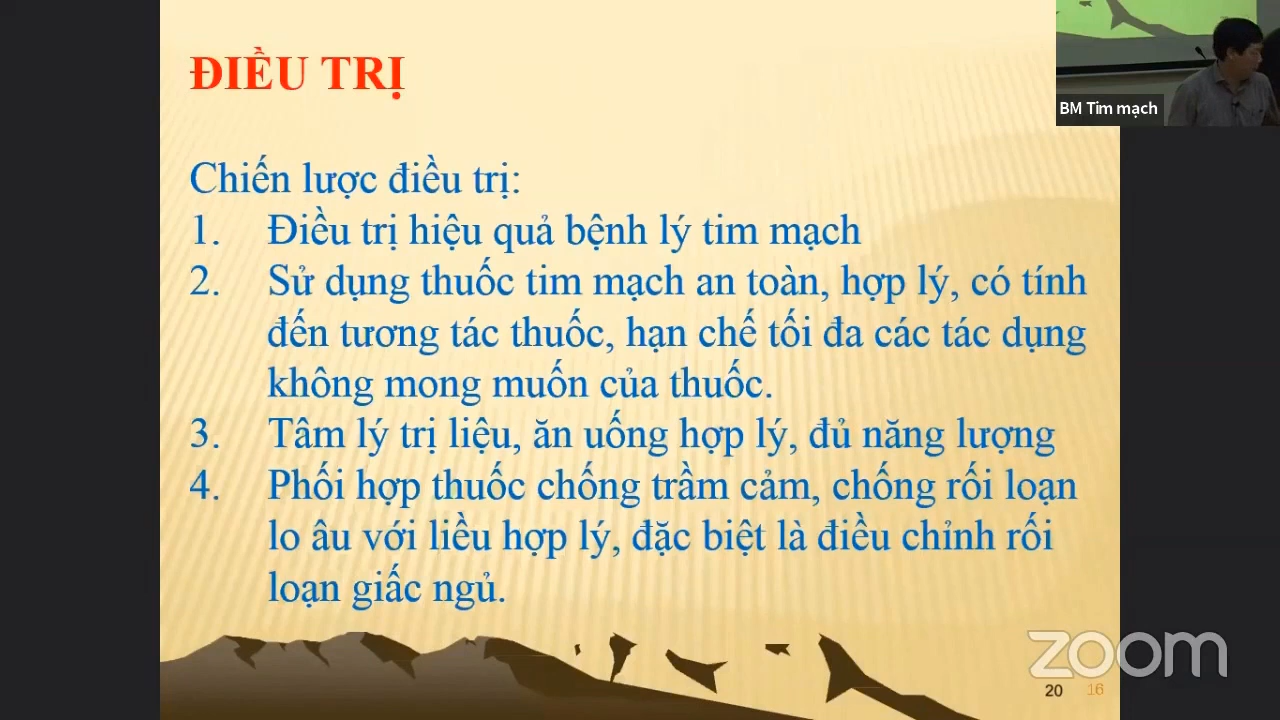 ĐIỀU TRỊ
BM Tim mạch
Chiến lược điều trị:
1. Điều trị hiệu quả bệnh lý tim mạch
2. Sử dụng thuốc tim mạch an toàn, hợp lý, có tính
đến tương tác thuốc, hạn chế tối đa các tác dụng
không mong muốn của thuốc.
3. Tâm lý trị liệu, ăn uống hợp lý, đủ năng lượng
4. Phối hợp thuốc chống trầm cảm, chống rối loạn
lo âu với liều hợp lý, đặc biệt là điều chỉnh rối
loạn giấc ngủ.
zoom
20 16